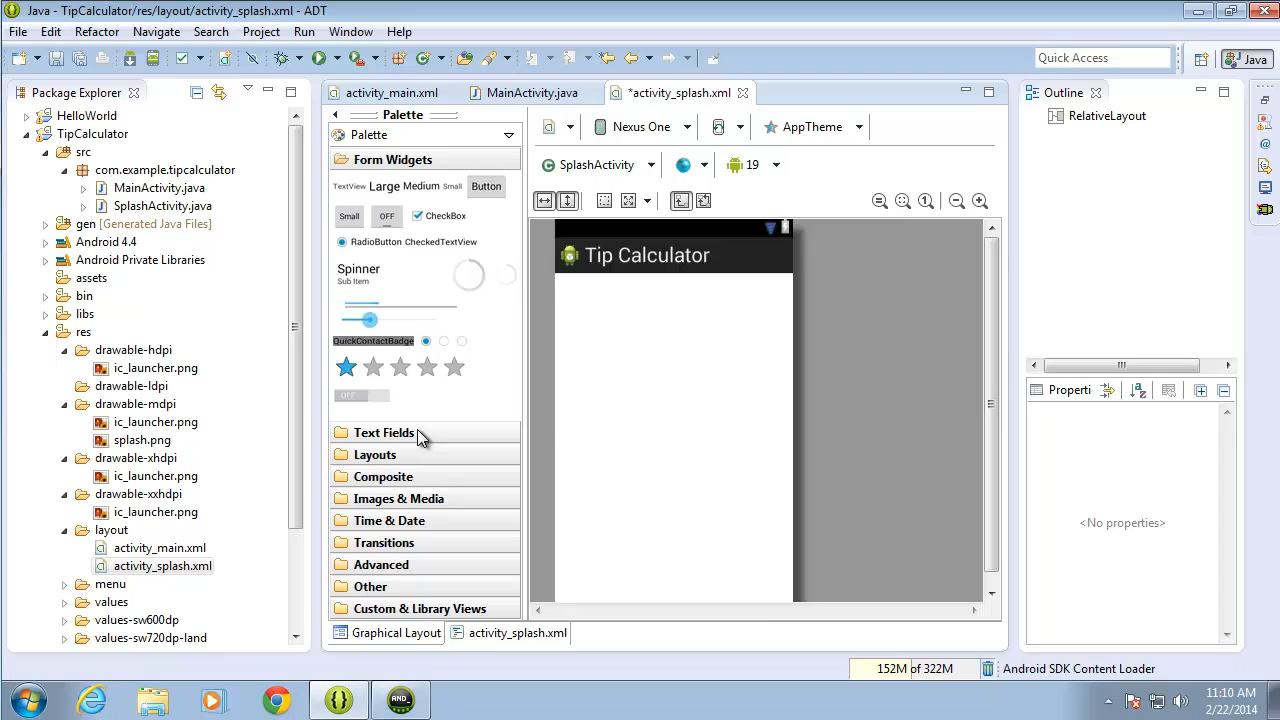 Java - TipCalculator/res/layout/activity_splash.xml - ADT
File Edit Refactor Navigate Search Project Run Window Help
Quick Access
Java
Package Explorer
HelloWorld
TipCalculator
src
com.example.tipcalculator
MainActivity.java
SplashActivity.java
gen [Generated Java Files]
Android 4.4
Android Private Libraries
assets
bin
libs
res
drawable-hdpi
ic_launcher.png
drawable-ldpi
drawable-mdpi
ic_launcher.png
splash.png
drawable-xhdpi
ic_launcher.png
drawable-xxhdpi
ic_launcher.png
layout
activity_main.xml
activity_splash.xml
menu
values
values-sw600dp
values-sw720dp-land
activity_main.xml MainActivity.java *activity_splash.xml
Palette
Palette
Form Widgets
TextView Large Medium Small Button
Small OFF CheckBox
RadioButton CheckedTextView
Spinner
Sub Item
QuickContactBadge
OFF
Text Fields
Layouts
Composite
Images & Media
Time & Date
Transitions
Advanced
Other
Custom & Library Views
Graphical Layout activity_splash.xml
Nexus One AppTheme
SplashActivity 19
Tip Calculator
Outline
RelativeLayout
Properti
<No properties>
152M of 322M Android SDK Content Loader
AND...
11:10 AM
2/22/2014